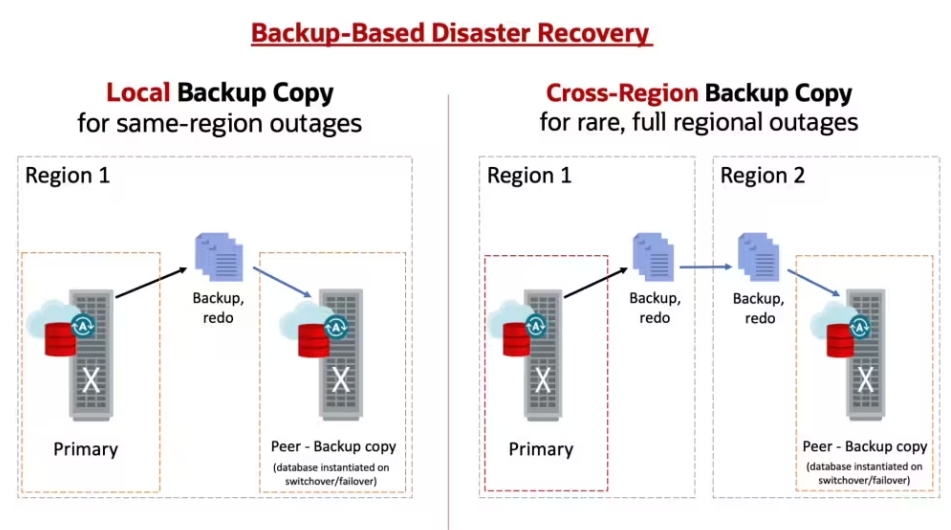 Backup-Based Disaster Recovery
Local Backup Copy
for same-region outages
Region 1
Backup,
redo
A
X
Primary
A
X
Peer - Backup copy
(database instantiated on
switchover/failover)
Cross-Region Backup Copy
for rare, full regional outages
Region 1
Backup,
redo
A
X
Primary
Region 2
Backup,
redo
A
X
Peer - Backup copy
(database instantiated on
switchover/failover)